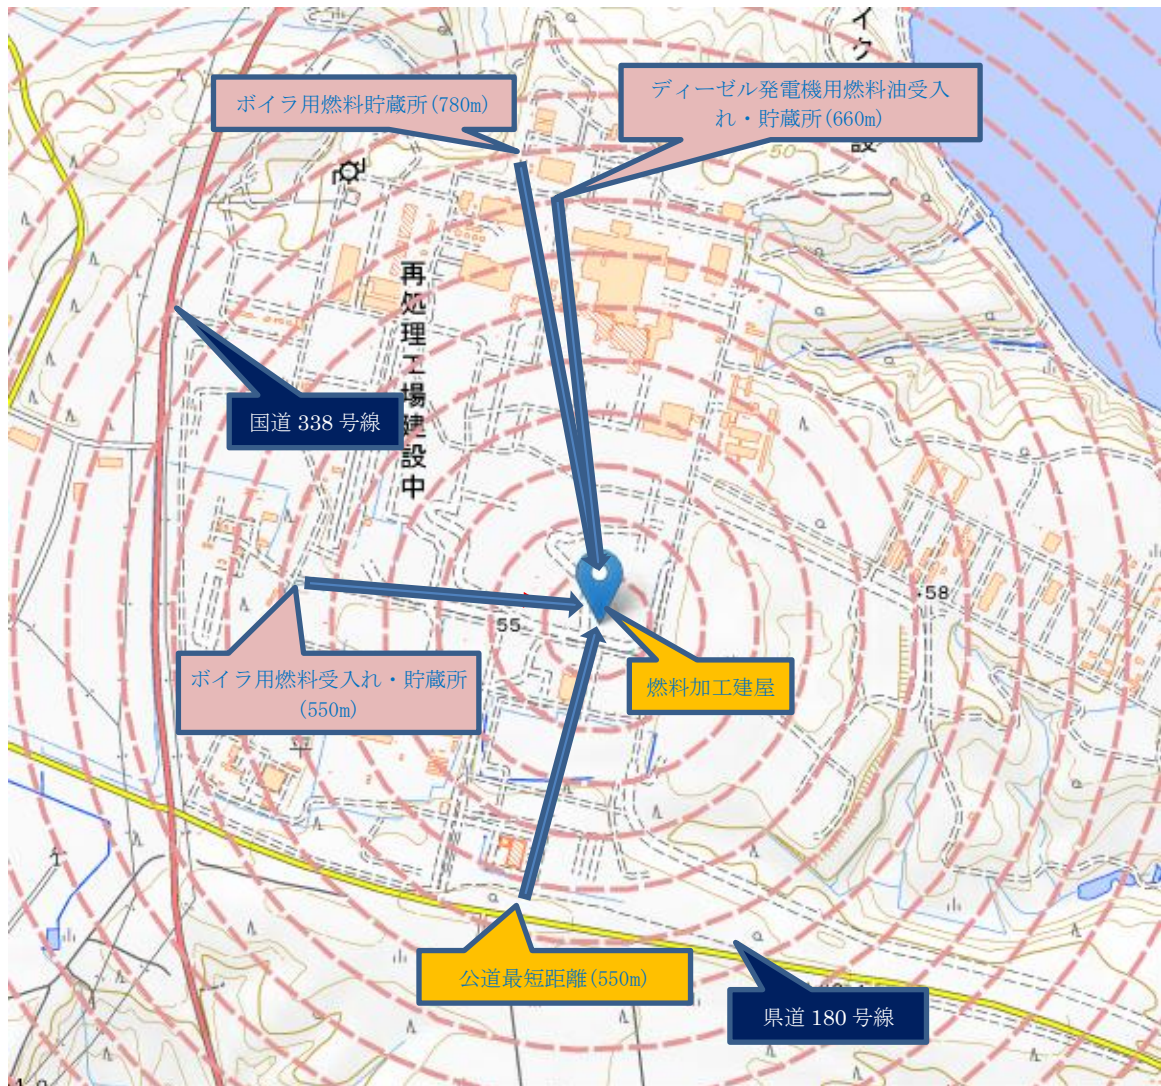 イク
設
ボイラ用燃料貯蔵所(780m)
ディーゼル発電機用燃料油受入
れ・貯蔵所(660m)
50
再処理工場建設中
国道 338 号線
58
55
ボイラ用燃料受入れ・貯蔵所
(550m)
燃料加工建屋
公道最短距離(550m)
県道 180 号線